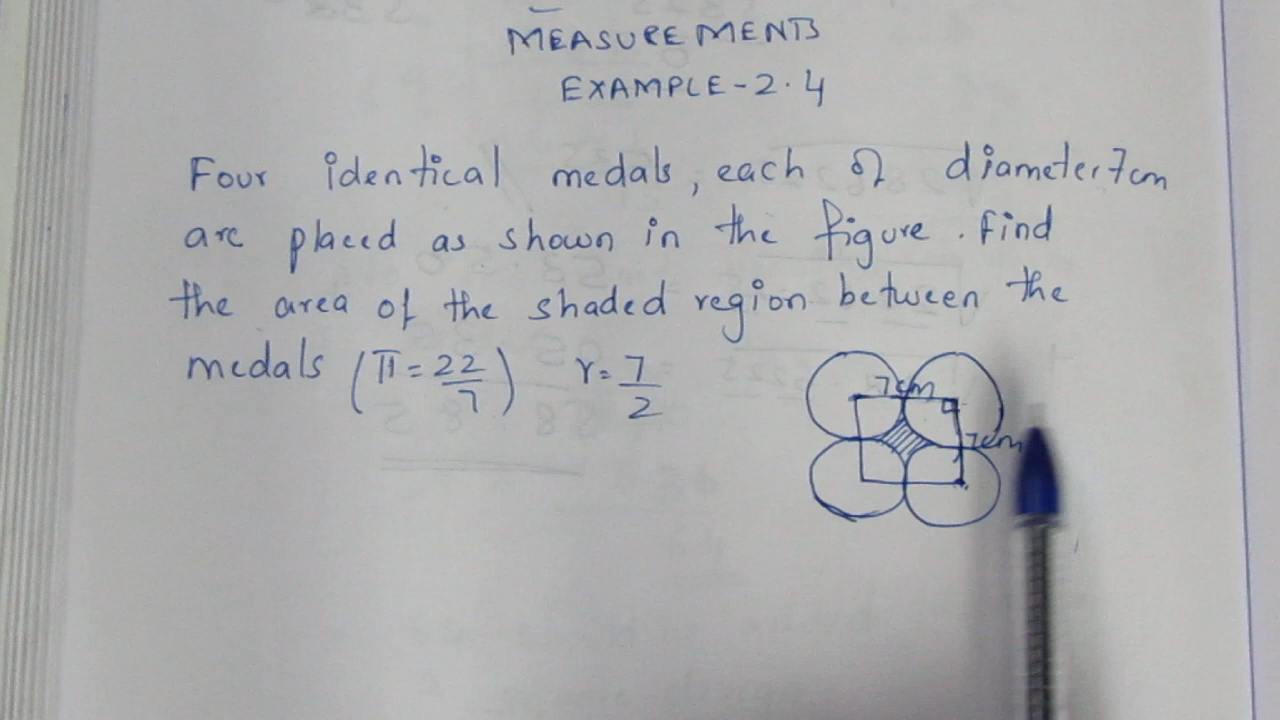 MEASUREMENTS
EXAMPLE-2.4
Four identical medals, each of diameter 7cm
are placed as shown in the figure. Find
the area of the shaded region between the
medals (π = 22/7) r = 7/2
7cm
7cm